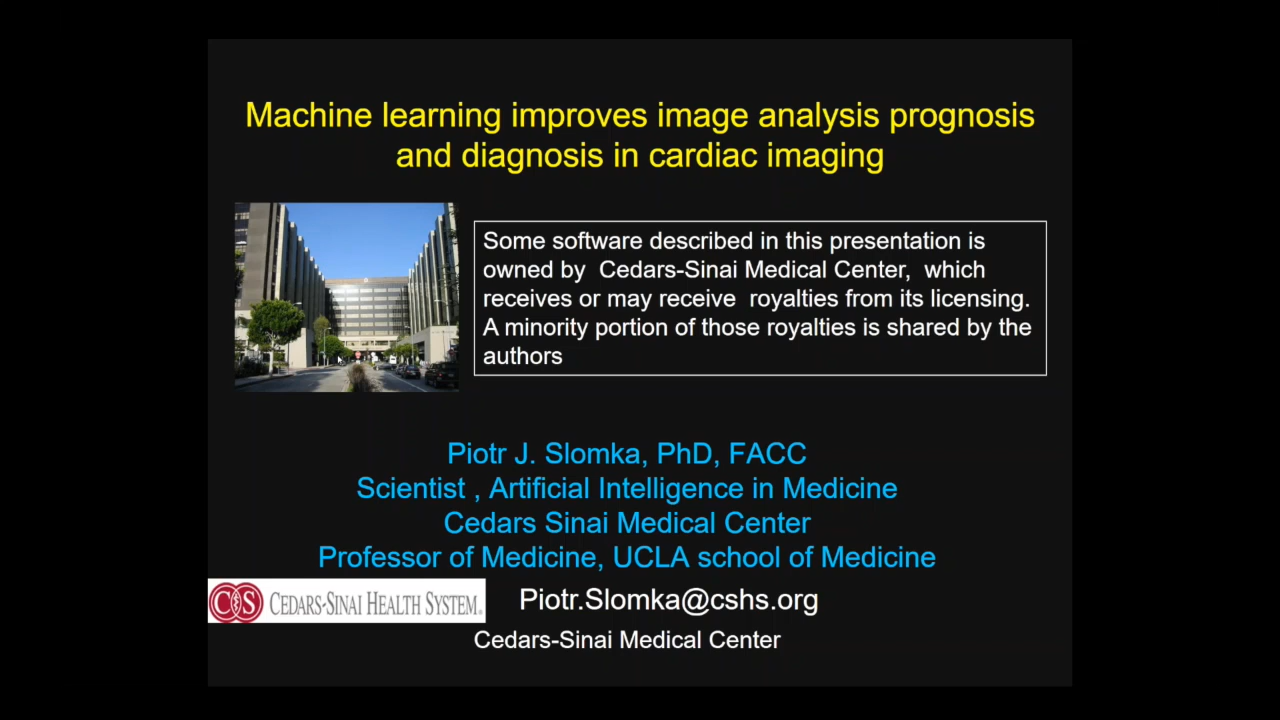 Machine learning improves image analysis prognosis
and diagnosis in cardiac imaging
Some software described in this presentation is
owned by Cedars-Sinai Medical Center, which
receives or may receive royalties from its licensing.
A minority portion of those royalties is shared by the
authors
Piotr J. Slomka, PhD, FACC
Scientist , Artificial Intelligence in Medicine
Cedars Sinai Medical Center
Professor of Medicine, UCLA school of Medicine
CS CEDARS-SINAI HEALTH SYSTEM®
Piotr.Slomka@cshs.org
Cedars-Sinai Medical Center